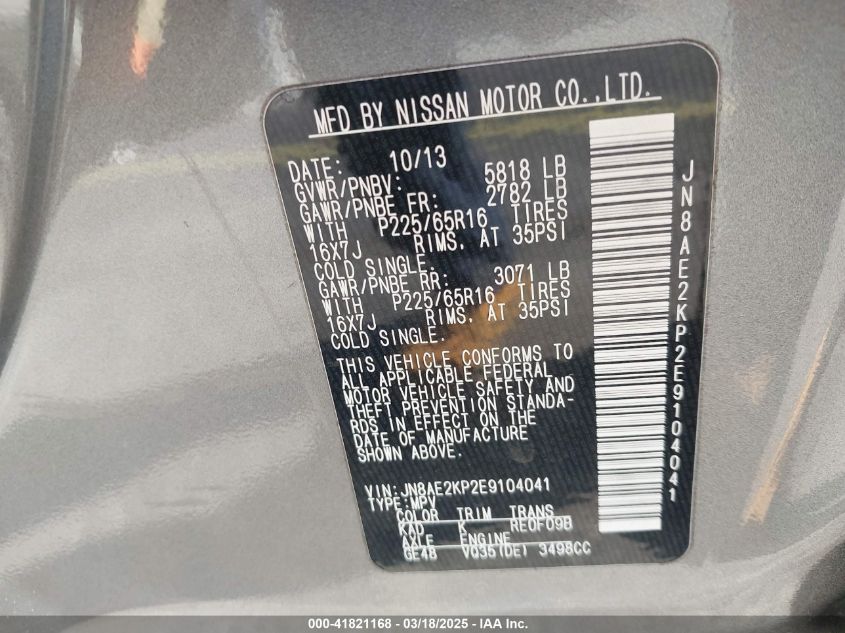 MFD BY NISSAN MOTOR CO.,LTD.
DATE: 10/13
GVWR/PNBV: 5818 LB
GAWR/PNBE FR: 2782 LB
WITH P225/65R16 TIRES
16X7J RIMS, AT 35PSI
COLD SINGLE.
GAWR/PNBE RR: 3071 LB
WITH P225/65R16 TIRES
16X7J RIMS, AT 35PSI
COLD SINGLE.
THIS VEHICLE CONFORMS TO
ALL APPLICABLE FEDERAL
MOTOR VEHICLE SAFETY AND
THEFT PREVENTION STANDA-
RDS IN EFFECT ON THE
DATE OF MANUFACTURE
SHOWN ABOVE.
VIN:JN8AE2KP2E9104041
TYPE:MPV
COLOR TRIM TRANS
KAD K RE0F09B
AXLE ENGINE
GE48 VQ35(DE) 3498CC
JN8AE2KP2E9104041
000-41821168 - 03/18/2025 - IAA Inc.